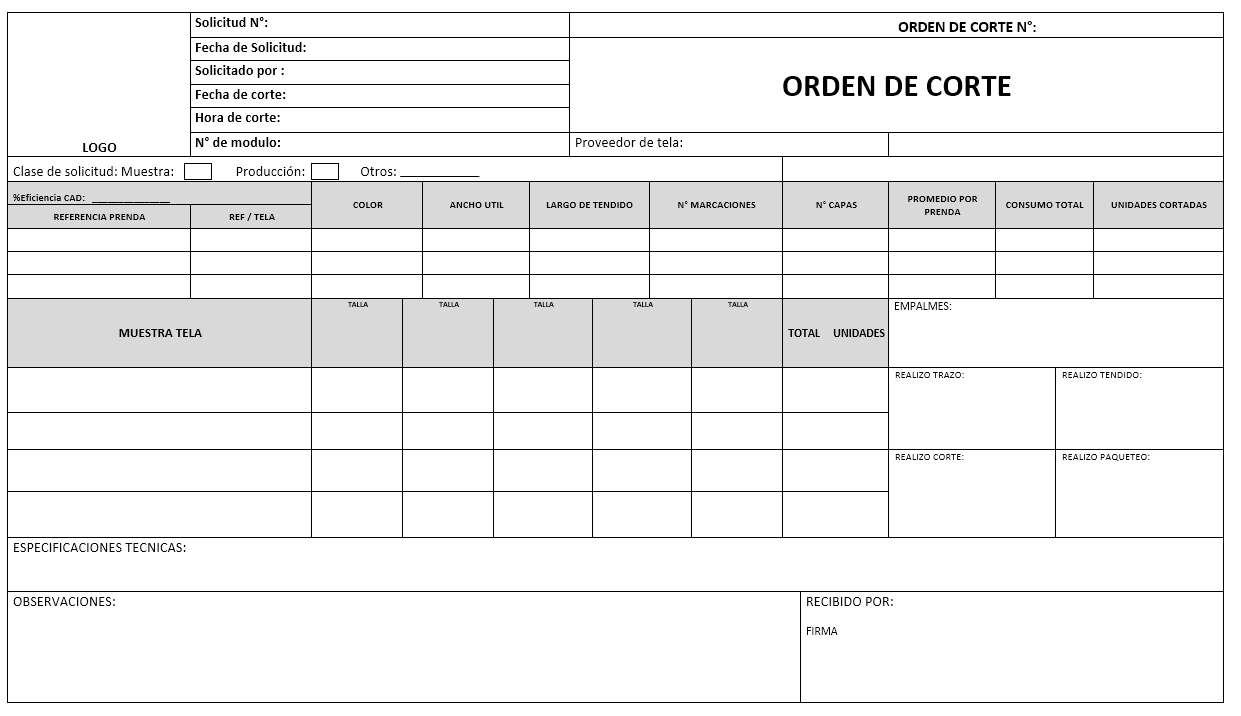 Solicitud N°:
ORDEN DE CORTE N°:
Fecha de Solicitud:
Solicitado por :
ORDEN DE CORTE
Fecha de corte:
Hora de corte:
LOGO
N° de modulo:
Proveedor de tela:
Clase de solicitud: Muestra: Producción: Otros: ___________
%Eficiencia CAD: _______________
REFERENCIA PRENDA
REF / TELA
COLOR
ANCHO UTIL
LARGO DE TENDIDO
N° MARCACIONES
N° CAPAS
PROMEDIO POR
PRENDA
CONSUMO TOTAL
UNIDADES CORTADAS
MUESTRA TELA
TALLA
TALLA
TALLA
TALLA
TALLA
TOTAL UNIDADES
EMPALMES:
REALIZO TRAZO:
REALIZO TENDIDO:
REALIZO CORTE:
REALIZO PAQUETEO:
ESPECIFICACIONES TECNICAS:
OBSERVACIONES:
RECIBIDO POR:
FIRMA